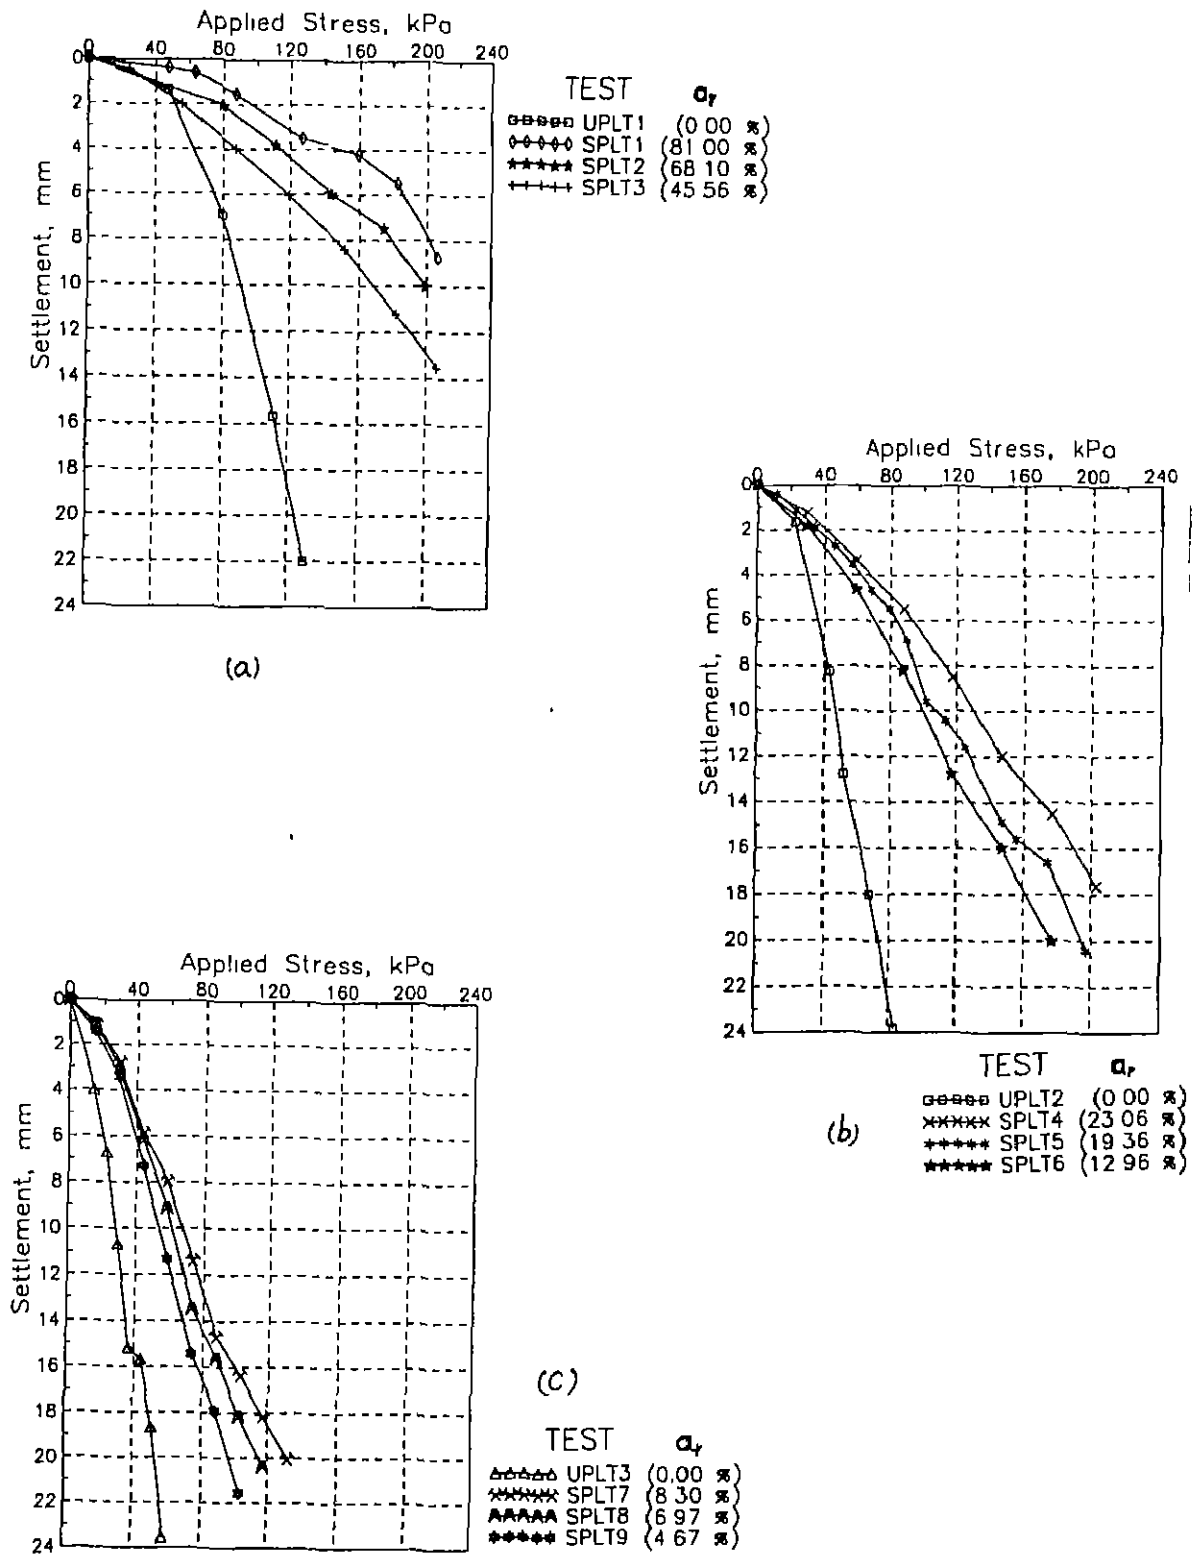 Applied Stress, kPa
0 40 80 120 160 200 240
0
2
4
6
8
10
12
14
16
18
20
22
24
Settlement, mm
TEST ar
UPLT1 (0 00 %)
SPLT1 (81 00 %)
SPLT2 (68 10 %)
SPLT3 (45 56 %)
(a)
Applied Stress, kPa
0 40 80 120 160 200 240
0
2
4
6
8
10
12
14
16
18
20
22
24
Settlement, mm
TEST ar
UPLT2 (0 00 %)
SPLT4 (23 06 %)
SPLT5 (19 36 %)
SPLT6 (12 96 %)
(b)
Applied Stress, kPa
0 40 80 120 160 200 240
0
2
4
6
8
10
12
14
16
18
20
22
24
Settlement, mm
(c)
TEST ar
UPLT3 (0.00 %)
SPLT7 (8 30 %)
SPLT8 (6 97 %)
SPLT9 (4 67 %)